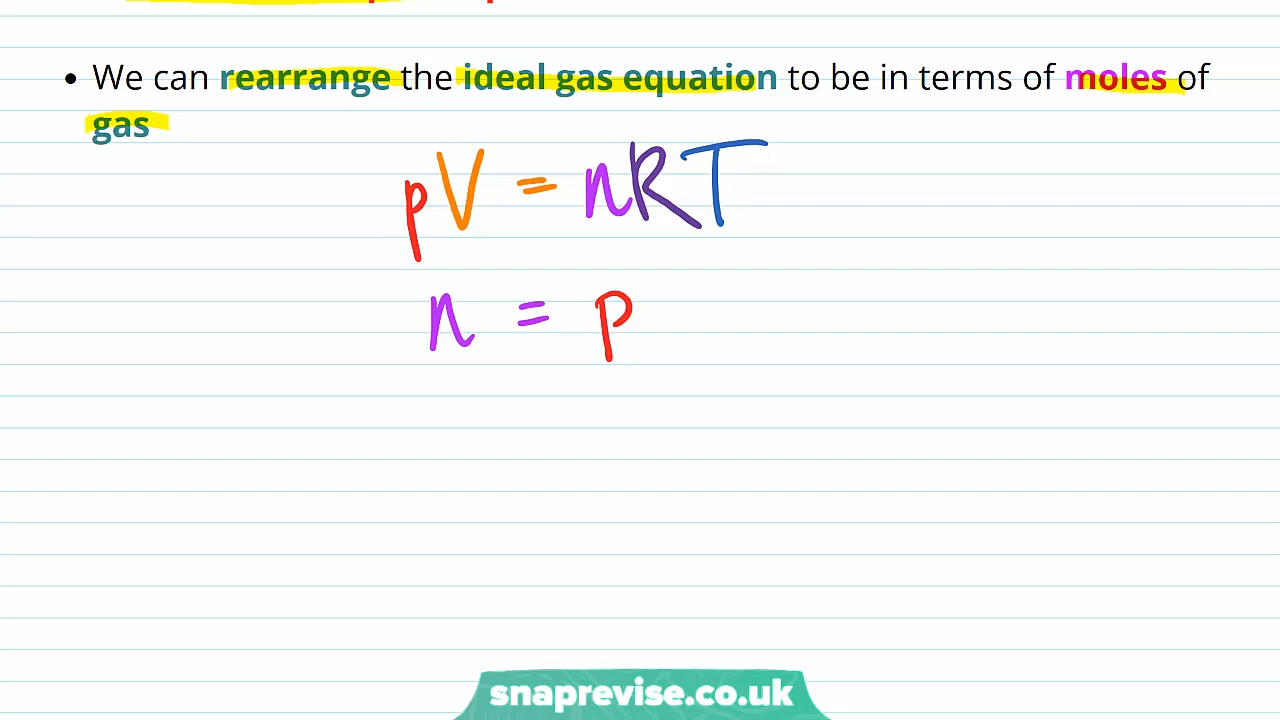 • We can rearrange the ideal gas equation to be in terms of moles of
gas
pV = nRT
n = p
snaprevise.co.uk